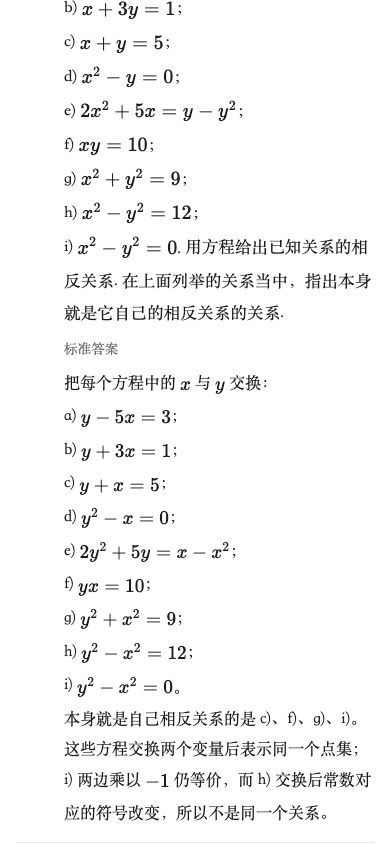 b) x + 3y = 1;
c) x + y = 5;
d) x² − y = 0;
e) 2x² + 5x = y − y²;
f) xy = 10;
g) x² + y² = 9;
h) x² − y² = 12;
i) x² − y² = 0. 用方程给出已知关系的相
反关系. 在上面列举的关系当中，指出本身
就是它自己的相反关系的关系.
标准答案
把每个方程中的 x 与 y 交换：
a) y − 5x = 3;
b) y + 3x = 1;
c) y + x = 5;
d) y² − x = 0;
e) 2y² + 5y = x − x²;
f) yx = 10;
g) y² + x² = 9;
h) y² − x² = 12;
i) y² − x² = 0。
本身就是自己相反关系的是 c)、f)、g)、i)。
这些方程交换两个变量后表示同一个点集；
i) 两边乘以 −1 仍等价，而 h) 交换后常数对
应的符号改变，所以不是同一个关系。